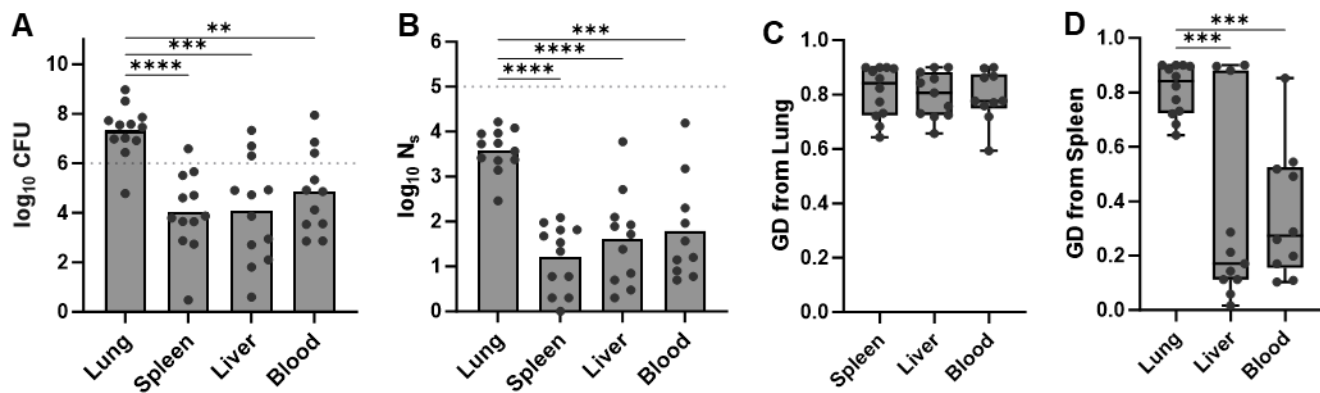 A
log₁₀ CFU
10
8
6
4
2
0
**
***
****
Lung
Spleen
Liver
Blood
B
log₁₀ Nₛ
6
5
4
3
2
1
0
***
****
****
Lung
Spleen
Liver
Blood
C
GD from Lung
1.0
0.8
0.6
0.4
0.2
0.0
Spleen
Liver
Blood
D
GD from Spleen
1.0
0.8
0.6
0.4
0.2
0.0
***
***
Lung
Liver
Blood